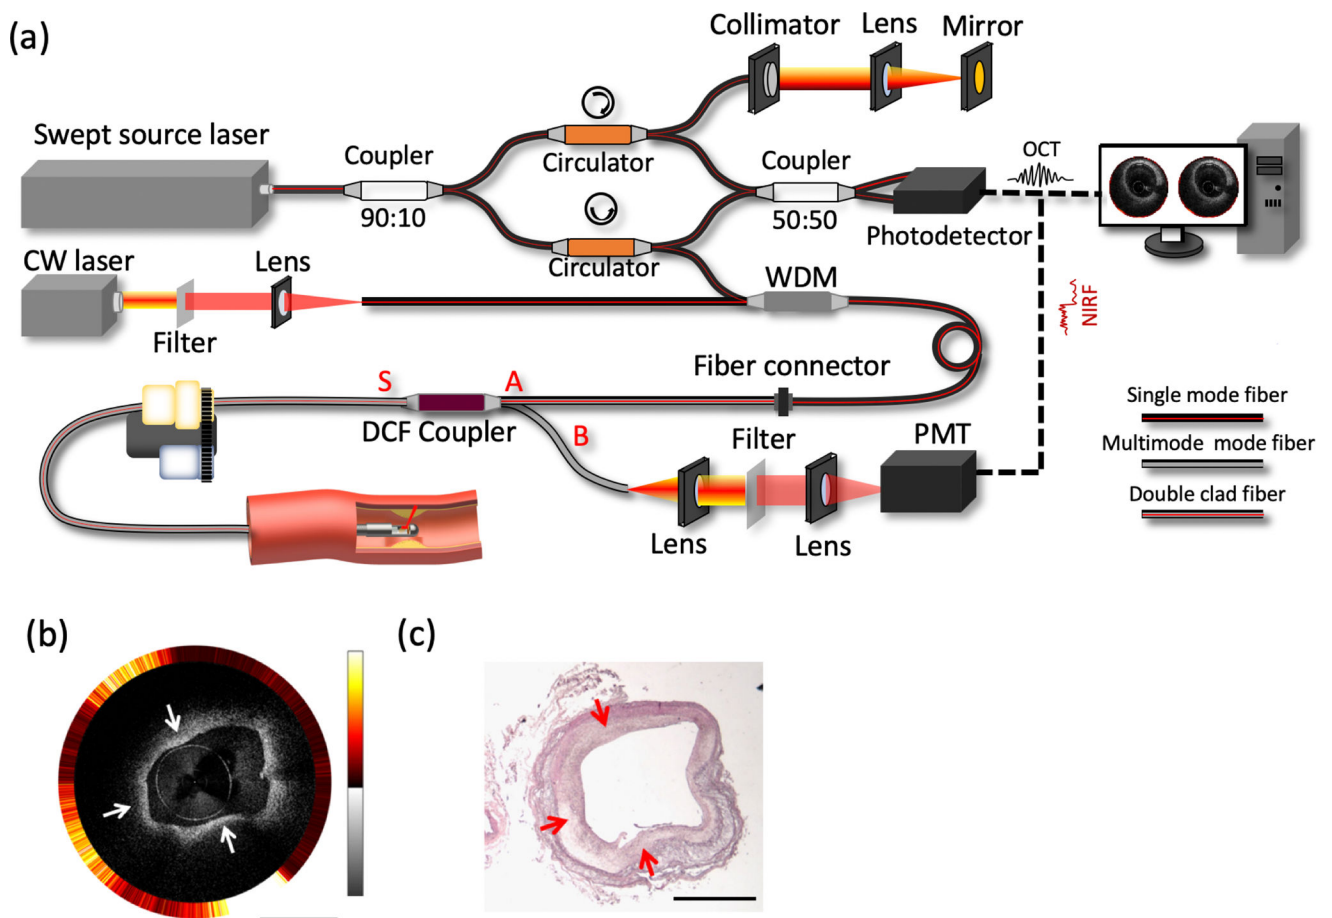 (a)
Collimator Lens Mirror
Swept source laser
Coupler
90:10
Circulator
Circulator
Coupler
50:50
OCT
Photodetector
CW laser
Lens
Filter
WDM
NIRF
Fiber connector
S
A
DCF Coupler
B
Filter
PMT
Lens
Lens
Single mode fiber
Multimode mode fiber
Double clad fiber
(b)
(c)